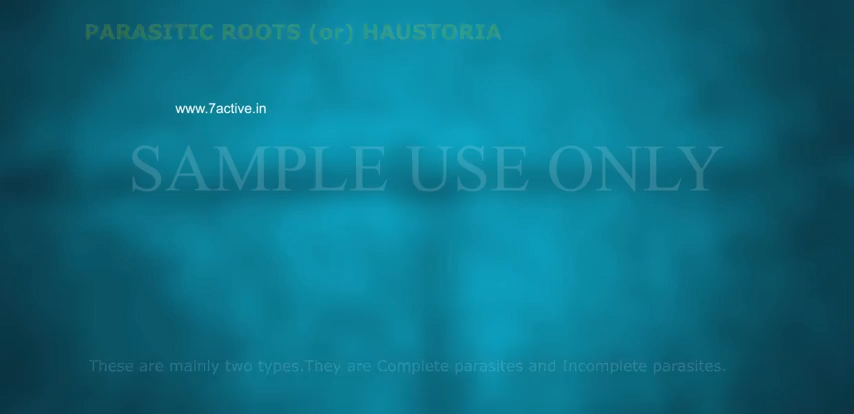 PARASITIC ROOTS (or) HAUSTORIA
www.7active.in
SAMPLE USE ONLY
These are mainly two types.They are Complete parasites and Incomplete parasites.